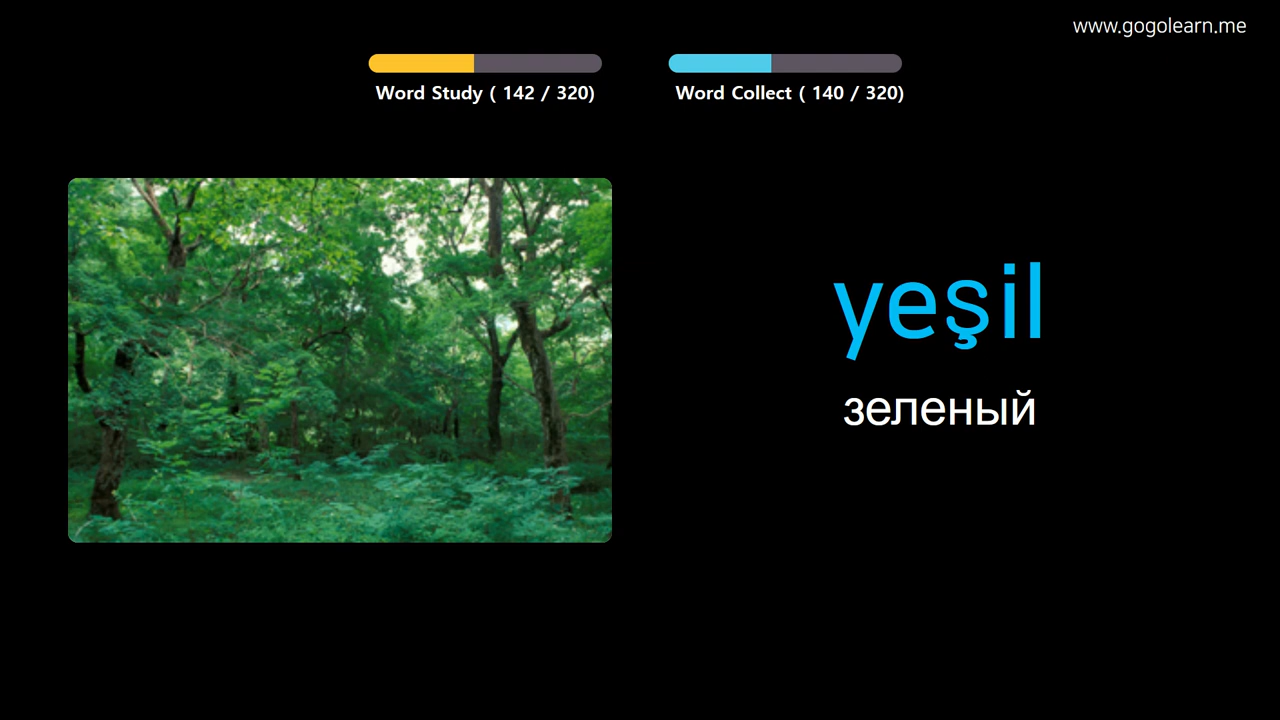 www.gogolearn.me
Word Study ( 142 / 320)
Word Collect ( 140 / 320)
yeşil
зеленый